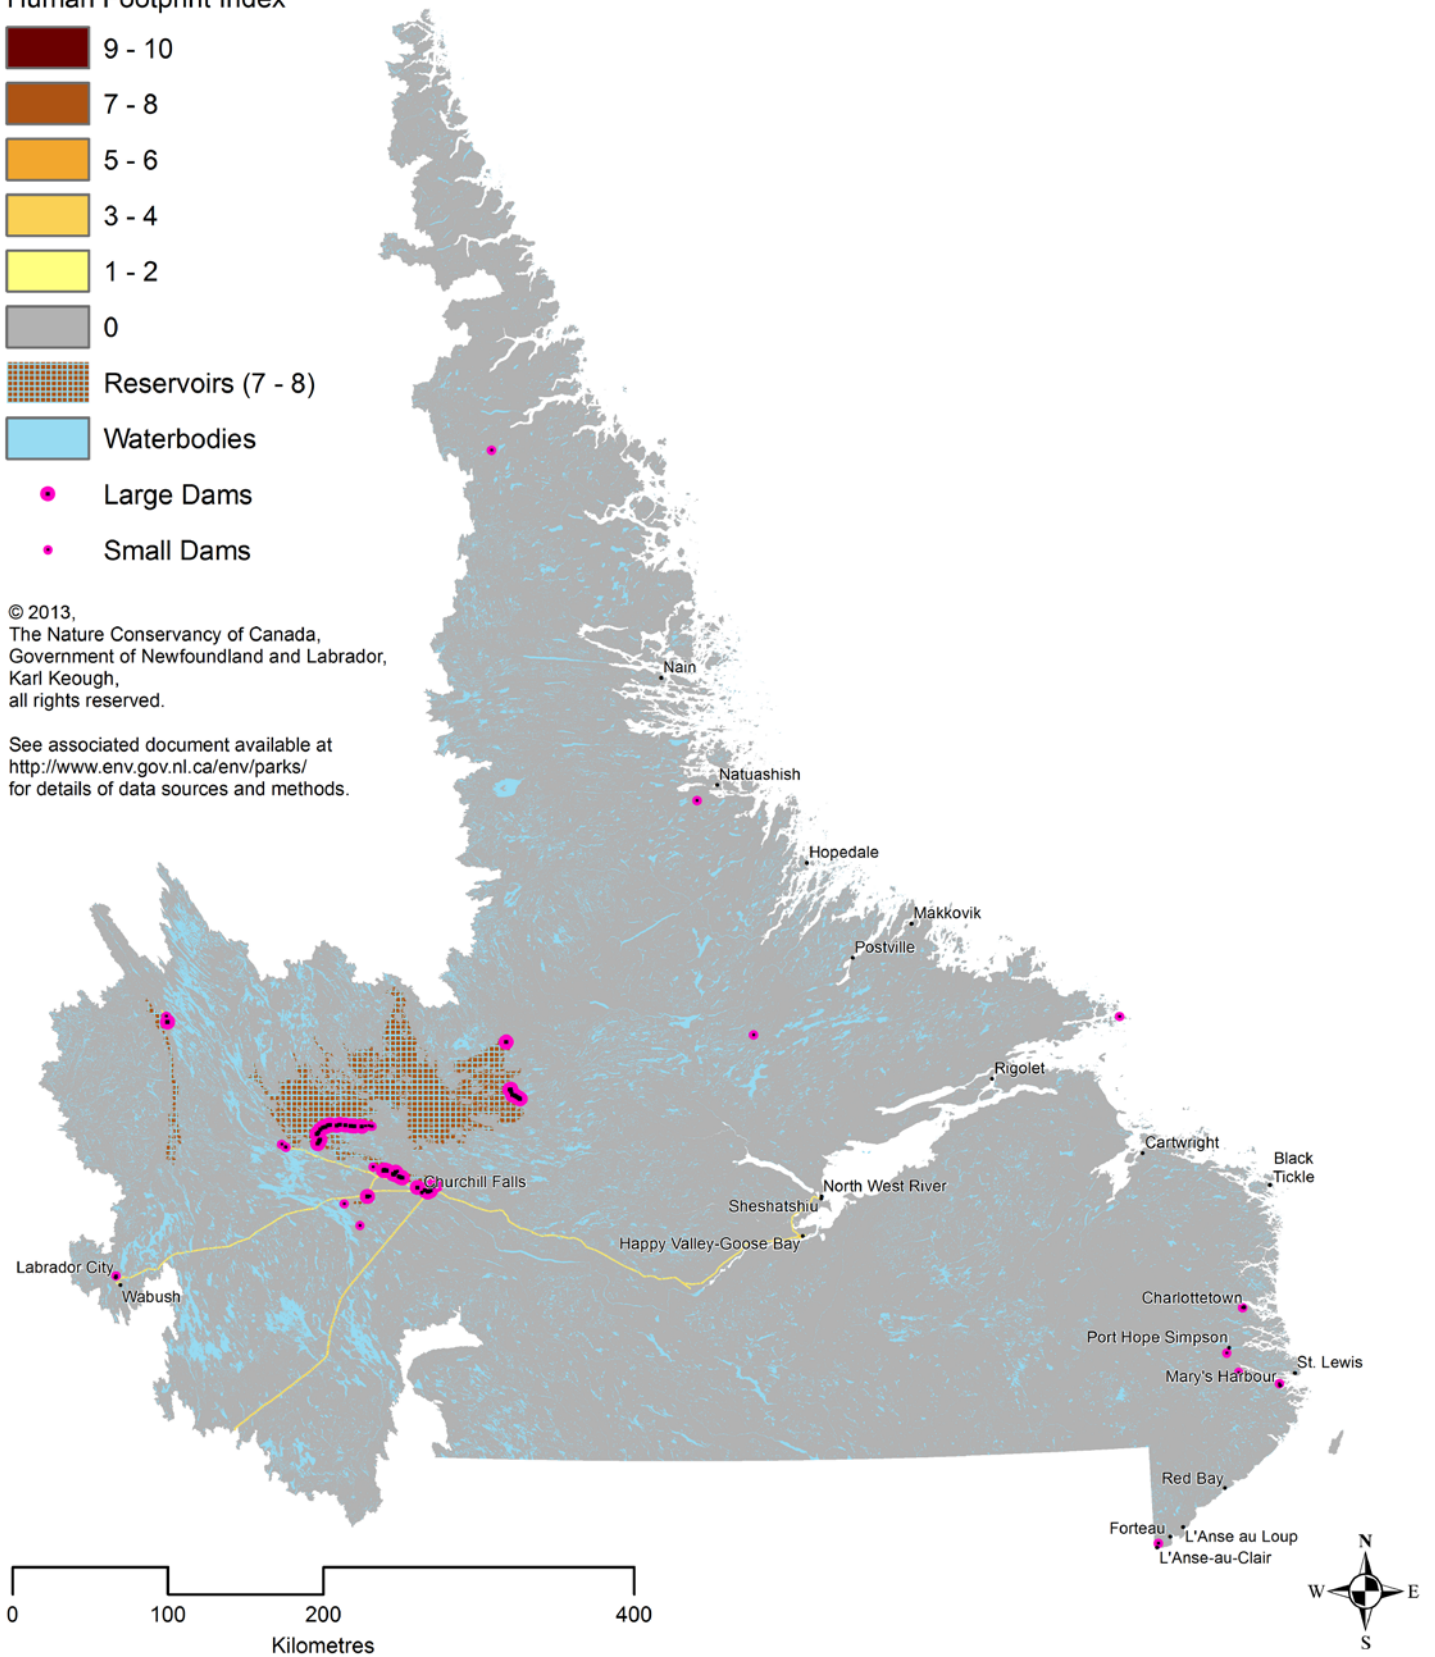 Human Footprint Index
9 - 10
7 - 8
5 - 6
3 - 4
1 - 2
0
Reservoirs (7 - 8)
Waterbodies
Large Dams
Small Dams
© 2013,
The Nature Conservancy of Canada,
Government of Newfoundland and Labrador,
Karl Keough,
all rights reserved.
See associated document available at
http://www.env.gov.nl.ca/env/parks/
for details of data sources and methods.
Nain
Natuashish
Hopedale
Makkovik
Postville
Rigolet
Cartwright
Black
Tickle
Churchill Falls
North West River
Sheshatshiu
Happy Valley-Goose Bay
Labrador City
Wabush
Charlottetown
Port Hope Simpson
St. Lewis
Mary's Harbour
Red Bay
Forteau
L'Anse au Loup
L'Anse-au-Clair
0 100 200 400
Kilometres
N
W E
S